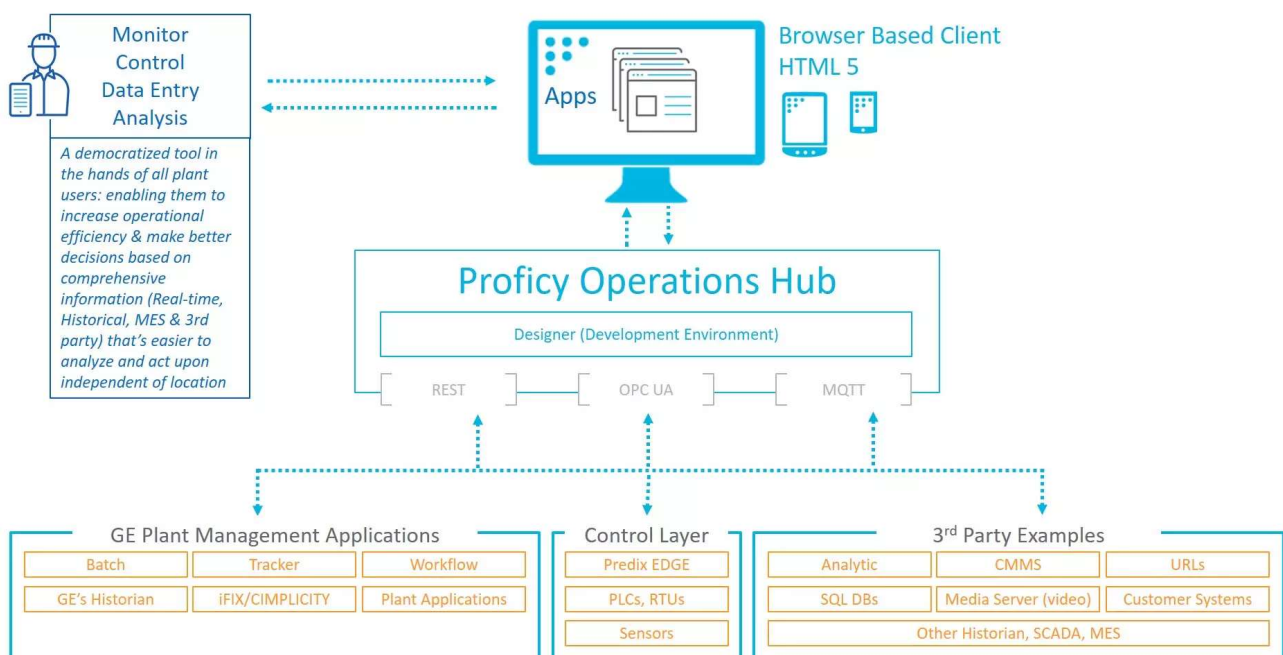 Monitor
Control
Data Entry
Analysis
A democratized tool in
the hands of all plant
users: enabling them to
increase operational
efficiency & make better
decisions based on
comprehensive
information (Real-time,
Historical, MES & 3rd
party) that's easier to
analyze and act upon
independent of location
Apps
Browser Based Client
HTML 5
Proficy Operations Hub
Designer (Development Environment)
REST
OPC UA
MQTT
GE Plant Management Applications
Batch
Tracker
Workflow
GE's Historian
iFIX/CIMPLICITY
Plant Applications
Control Layer
Predix EDGE
PLCs, RTUs
Sensors
3rd Party Examples
Analytic
CMMS
URLs
SQL DBs
Media Server (video)
Customer Systems
Other Historian, SCADA, MES